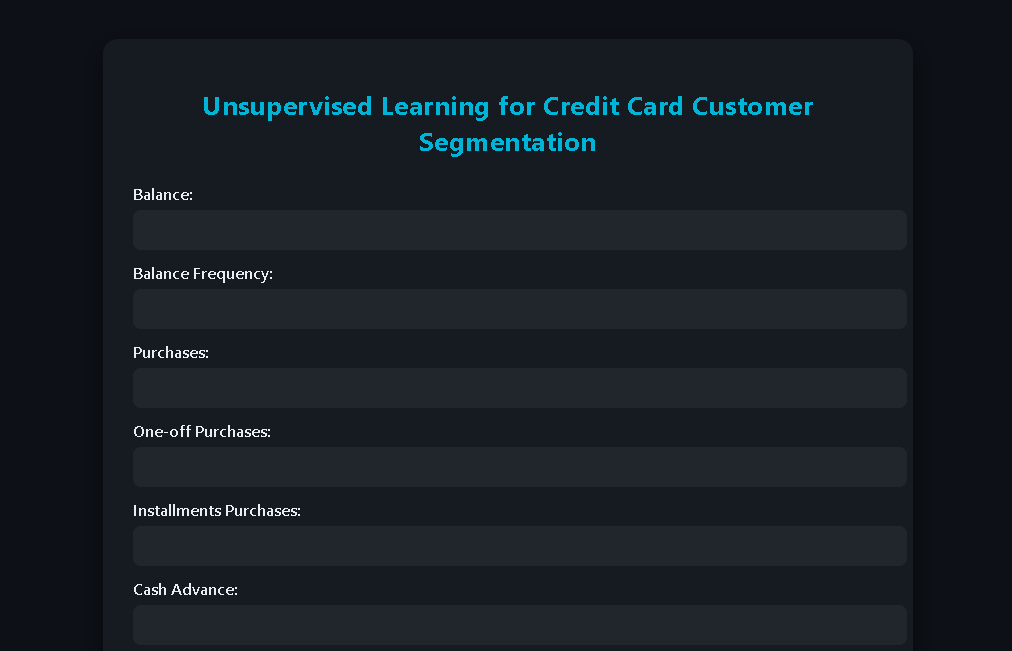 Unsupervised Learning for Credit Card Customer
Segmentation
Balance:
Balance Frequency:
Purchases:
One-off Purchases:
Installments Purchases:
Cash Advance: